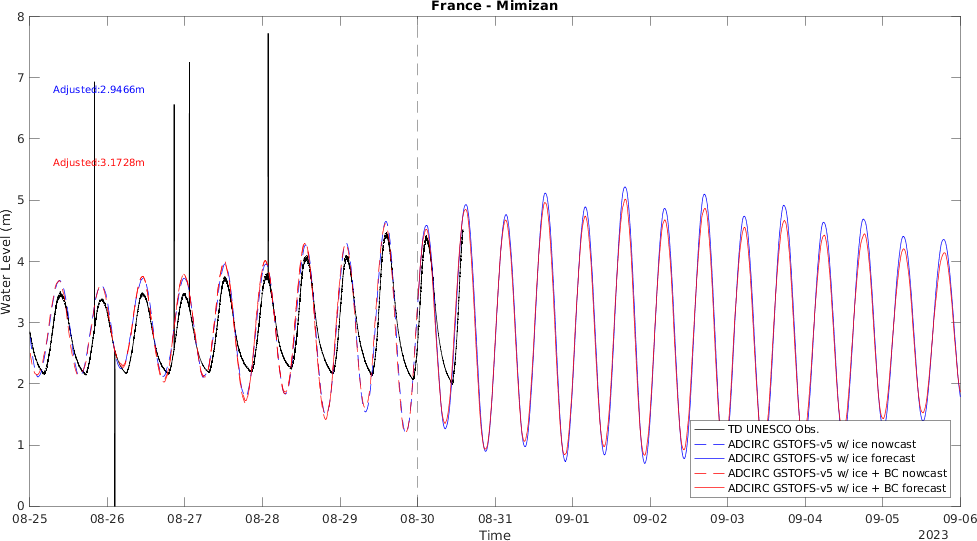 France - Mimizan
8
7
6
5
4
3
2
1
0
Water Level (m)
Adjusted:2.9466m
Adjusted:3.1728m
TD UNESCO Obs.
ADCIRC GSTOFS-v5 w/ ice nowcast
ADCIRC GSTOFS-v5 w/ ice forecast
ADCIRC GSTOFS-v5 w/ ice + BC nowcast
ADCIRC GSTOFS-v5 w/ ice + BC forecast
08-25 08-26 08-27 08-28 08-29 08-30 08-31 09-01 09-02 09-03 09-04 09-05 09-06
Time
2023